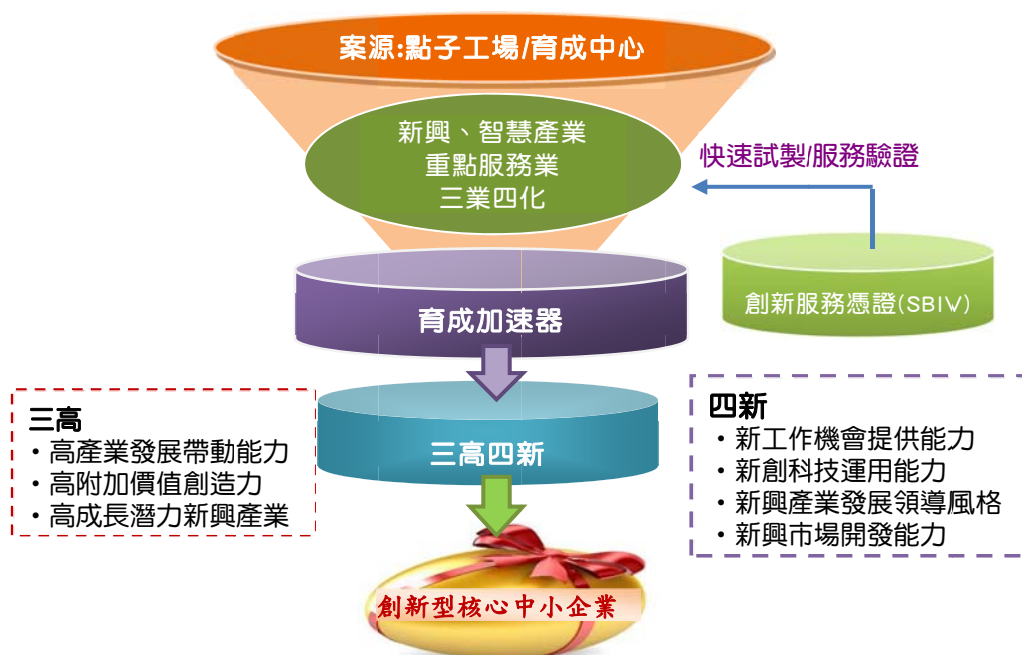 案源:點子工場/育成中心
新興、智慧產業
重點服務業
三業四化
快速試製/服務驗證
創新服務憑證(SBIV)
育成加速器
三高
・高產業發展帶動能力
・高附加價值創造力
・高成長潛力新興產業
三高四新
四新
・新工作機會提供能力
・新創科技運用能力
・新興產業發展領導風格
・新興市場開發能力
創新型核心中小企業